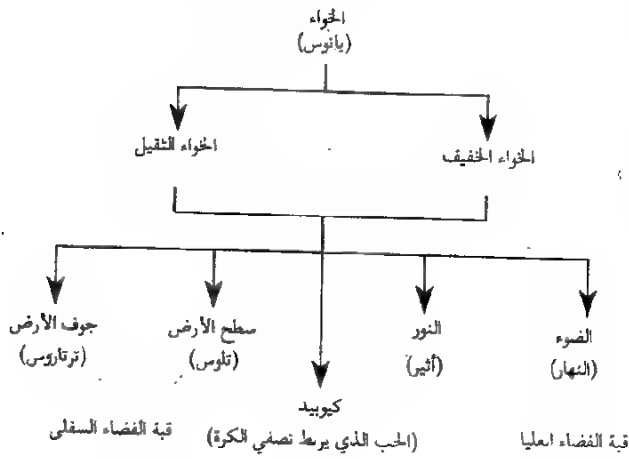 الخواء
(يانوس)
الخواء الخفيف
الخواء الثقيل
الضوء
(النهار)
النور
(أثير)
سطح الأرض
(تلوس)
جوف الأرض
(ترتاروس)
كيوبيد
(الحب الذي يربط نصفي الكرة)
قبة الفضاء العليا
قبة الفضاء السفلى